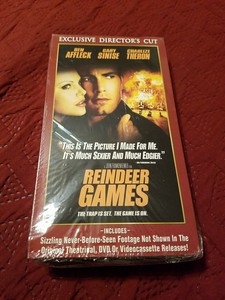 EXCLUSIVE DIRECTOR'S CUT
BEN AFFLECK GARY SINISE CHARLIZE THERON
"THIS IS THE PICTURE I MADE FOR ME.
IT'S MUCH SEXIER AND MUCH EDGIER."
REINDEER
GAMES
THE TRAP IS SET. THE GAME IS ON.
-INCLUDES-
Sizzling Never-Before-Seen Footage Not Shown In The
Original Theatrical, DVD Or Videocassette Releases!